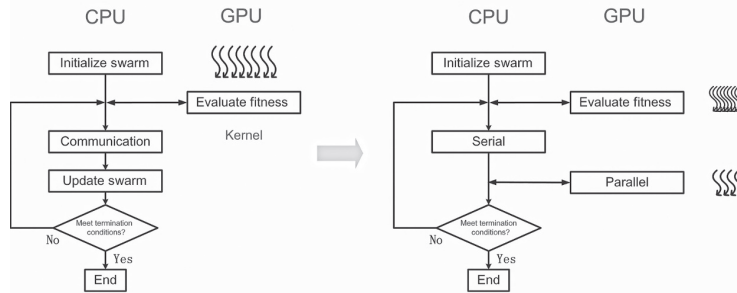 CPU
GPU
Initialize swarm
Evaluate fitness
Kernel
Communication
Update swarm
Meet termination
conditions?
No
Yes
End
CPU
GPU
Initialize swarm
Evaluate fitness
Serial
Parallel
Meet termination
conditions?
No
Yes
End